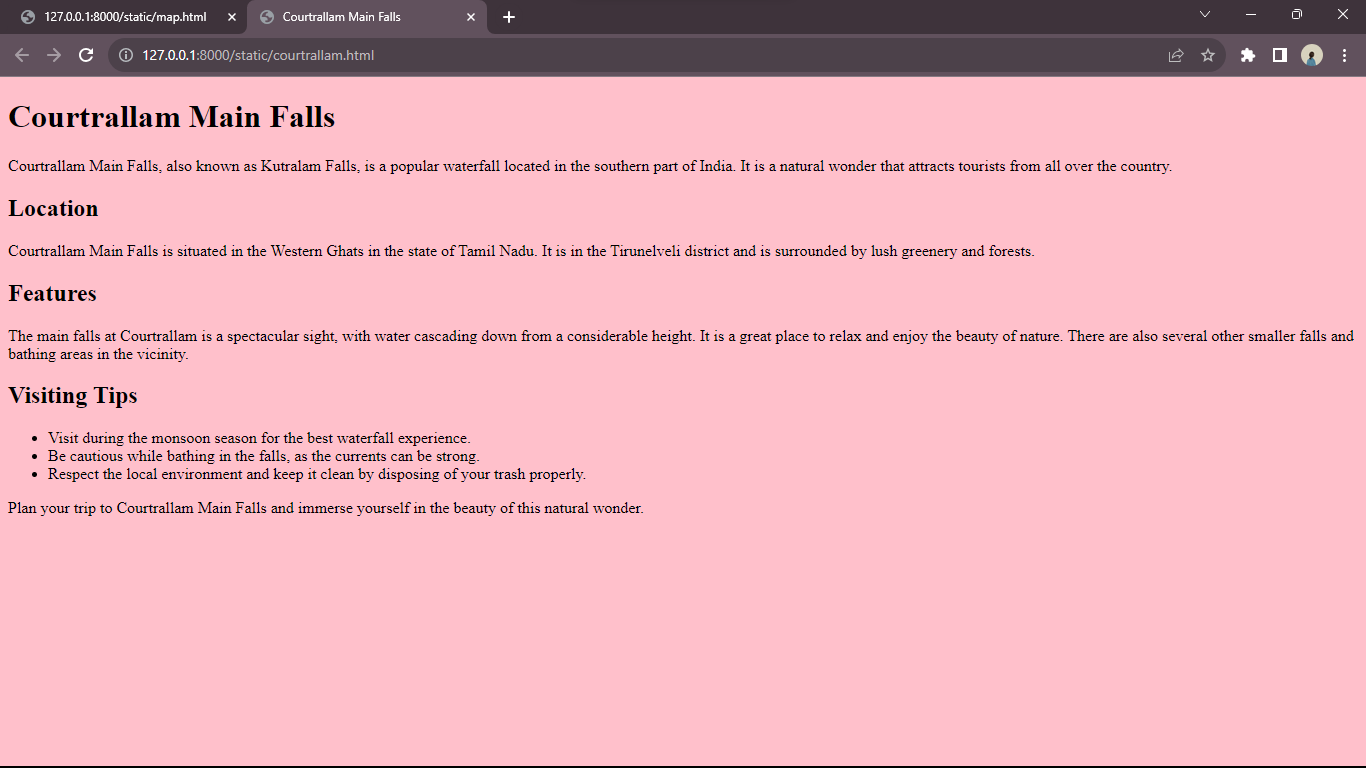 127.0.0.1:8000/static/map.html
Courtrallam Main Falls
127.0.0.1:8000/static/courtrallam.html
Courtrallam Main Falls
Courtrallam Main Falls, also known as Kutralam Falls, is a popular waterfall located in the southern part of India. It is a natural wonder that attracts tourists from all over the country.
Location
Courtrallam Main Falls is situated in the Western Ghats in the state of Tamil Nadu. It is in the Tirunelveli district and is surrounded by lush greenery and forests.
Features
The main falls at Courtrallam is a spectacular sight, with water cascading down from a considerable height. It is a great place to relax and enjoy the beauty of nature. There are also several other smaller falls and
bathing areas in the vicinity.
Visiting Tips
• Visit during the monsoon season for the best waterfall experience.
• Be cautious while bathing in the falls, as the currents can be strong.
• Respect the local environment and keep it clean by disposing of your trash properly.
Plan your trip to Courtrallam Main Falls and immerse yourself in the beauty of this natural wonder.